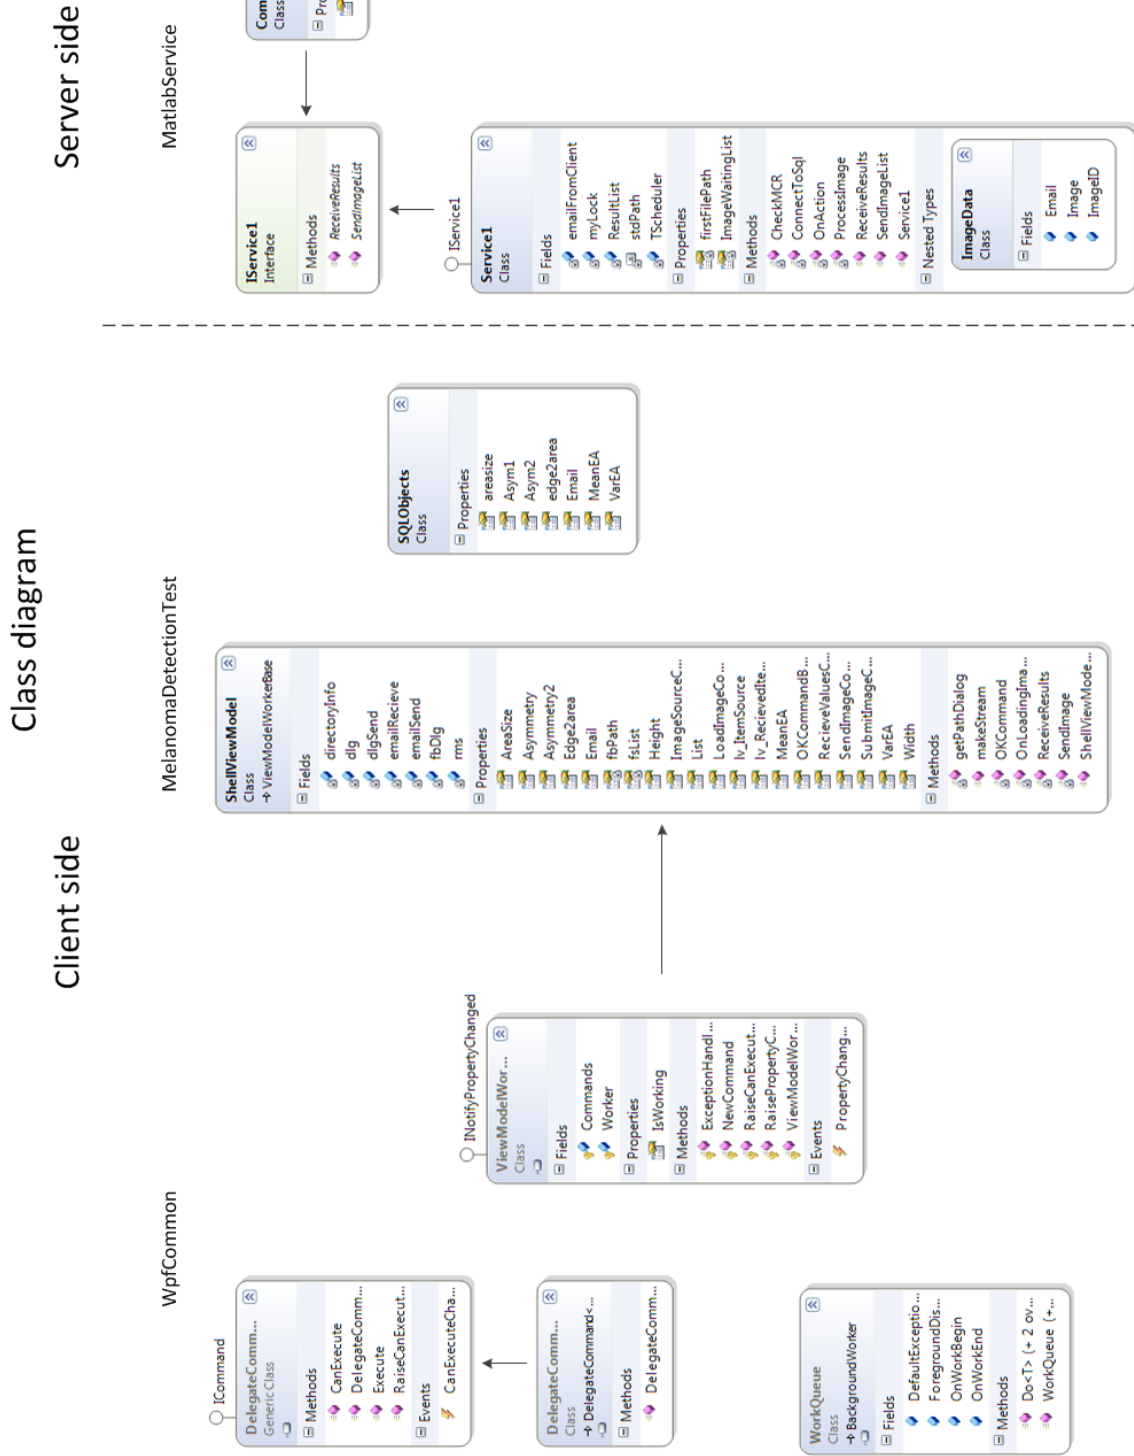 Class diagram
Client side
Server side
WpfCommon
MelanomaDetectionTest
MatlabService
ICommand
DelegateComm...
Generic Class
Methods
CanExecute
DelegateComm...
Execute
RaiseCanExecut...
Events
CanExecuteCha...
DelegateComm...
Class
DelegateCommand<...
Methods
DelegateComm...
WorkQueue
Class
BackgroundWorker
Fields
DefaultExceptio...
ForegroundDis...
OnWorkBegin
OnWorkEnd
Methods
Do<T> (+ 2 ov...
WorkQueue (+...
INotifyPropertyChanged
ViewModelWor...
Class
Fields
Commands
Worker
Properties
IsWorking
Methods
ExceptionHandl...
NewCommand
RaiseCanExecut...
RaisePropertyC...
ViewModelWor...
Events
PropertyChang...
ShellViewModel
Class
ViewModelWorkerBase
Fields
directoryInfo
dlg
dlgSend
emailRecieve
emailSend
fbDlg
rms
Properties
AreaSize
Asymmetry
Asymmetry2
Edge2area
Email
fbPath
fsList
Height
ImageSourceC...
List
LoadImageCo...
lv_ItemSource
lv_RecievedIte...
MeanEA
OKCommandB...
RecieveValuesC...
SendImageCo...
SubmitImageC...
VarEA
Width
Methods
getPathDialog
makeStream
OKCommand
OnLoadingIma...
ReceiveResults
SendImage
ShellViewMode...
SQLObjects
Class
Properties
areasize
Asym1
Asym2
edge2area
Email
MeanEA
VarEA
IService1
Interface
Methods
ReceiveResults
SendImageList
IService1
Service1
Class
Fields
emailFromClient
myLock
ResultList
stdPath
TScheduler
Properties
firstFilePath
ImageWaitingList
Methods
CheckMCR
ConnectToSql
OnAction
ProcessImage
ReceiveResults
SendImageList
Service1
Nested Types
ImageData
Class
Fields
Email
Image
ImageID
Com
Class
Pro